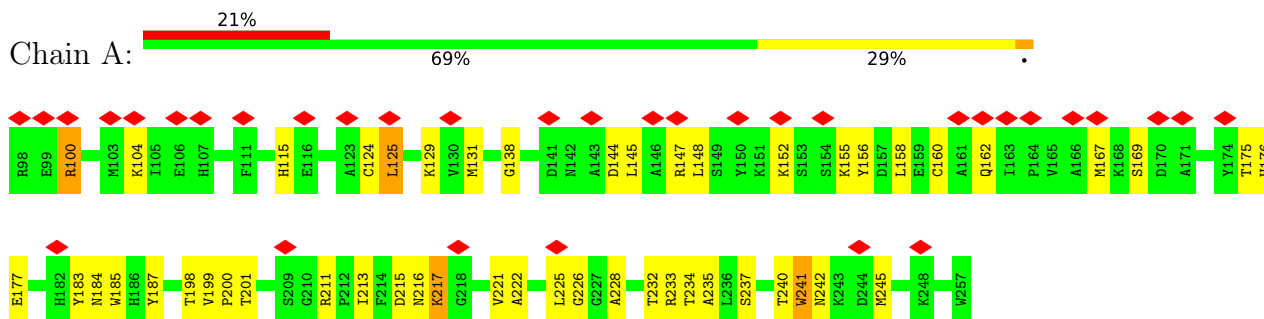 21%
Chain A:
69% 29% •
R98 E99 R100 M103 K104 I105 E106 H107 F111 H115 E116 A123 C124 L125 K129 V130 M131 G138 D141 N142 A143 D144 L145 A146 R147 L148 S149 Y150 K151 K152 S153 S154 K155 Y156 D157 L158 E159 C160 A161 Q162 I163 P164 V165 A166 M167 K168 S169 D170 A171 Y174 T175 H176
E177 H182 Y183 N184 W185 H186 Y187 T198 V199 P200 T201 S209 G210 R211 P212 I213 F214 D215 N216 K217 G218 V221 A222 L225 G226 G227 A228 T232 R233 T234 A235 L236 S237 T240 W241 N242 K243 D244 M245 K248 W257